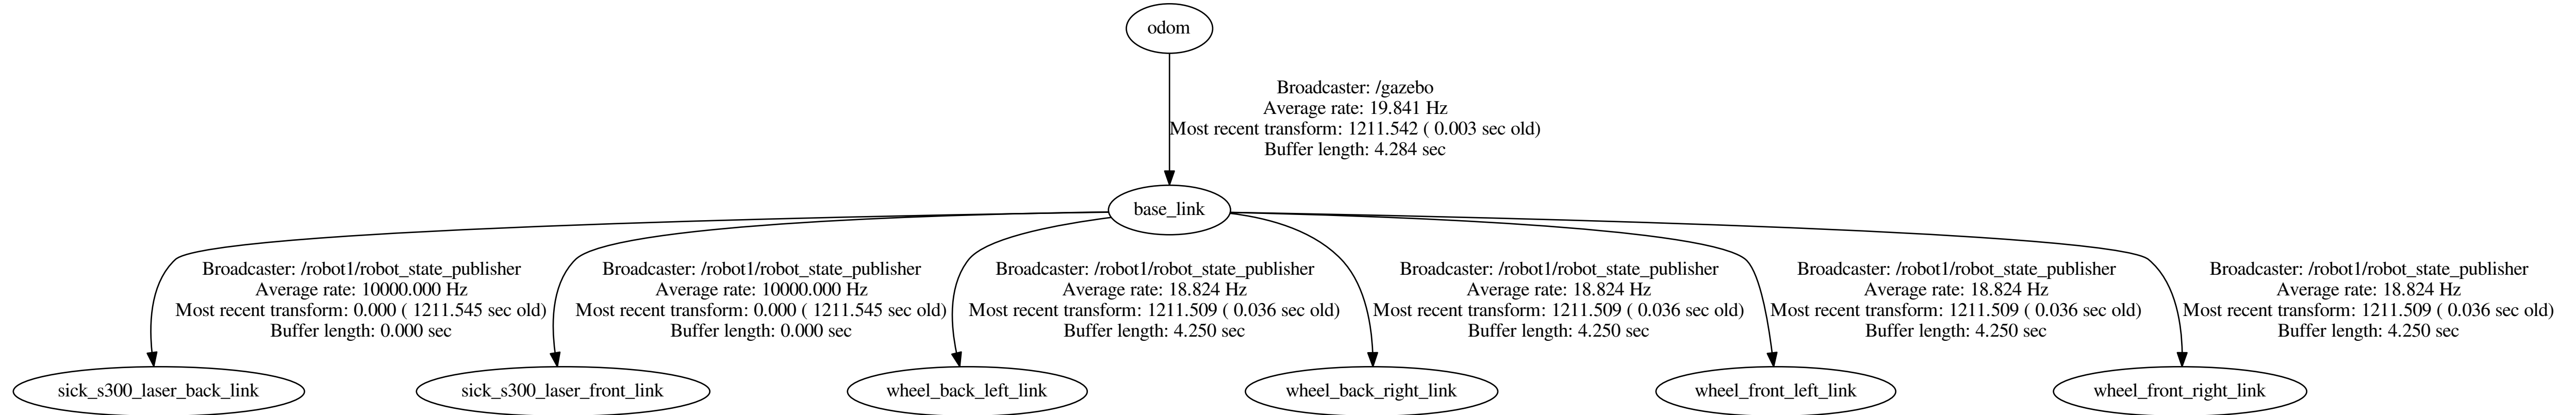 odom
Broadcaster: /gazebo
Average rate: 19.841 Hz
Most recent transform: 1211.542 ( 0.003 sec old)
Buffer length: 4.284 sec
base_link
Broadcaster: /robot1/robot_state_publisher
Average rate: 10000.000 Hz
Most recent transform: 0.000 ( 1211.545 sec old)
Buffer length: 0.000 sec
Broadcaster: /robot1/robot_state_publisher
Average rate: 10000.000 Hz
Most recent transform: 0.000 ( 1211.545 sec old)
Buffer length: 0.000 sec
Broadcaster: /robot1/robot_state_publisher
Average rate: 18.824 Hz
Most recent transform: 1211.509 ( 0.036 sec old)
Buffer length: 4.250 sec
Broadcaster: /robot1/robot_state_publisher
Average rate: 18.824 Hz
Most recent transform: 1211.509 ( 0.036 sec old)
Buffer length: 4.250 sec
Broadcaster: /robot1/robot_state_publisher
Average rate: 18.824 Hz
Most recent transform: 1211.509 ( 0.036 sec old)
Buffer length: 4.250 sec
Broadcaster: /robot1/robot_state_publisher
Average rate: 18.824 Hz
Most recent transform: 1211.509 ( 0.036 sec old)
Buffer length: 4.250 sec
sick_s300_laser_back_link
sick_s300_laser_front_link
wheel_back_left_link
wheel_back_right_link
wheel_front_left_link
wheel_front_right_link